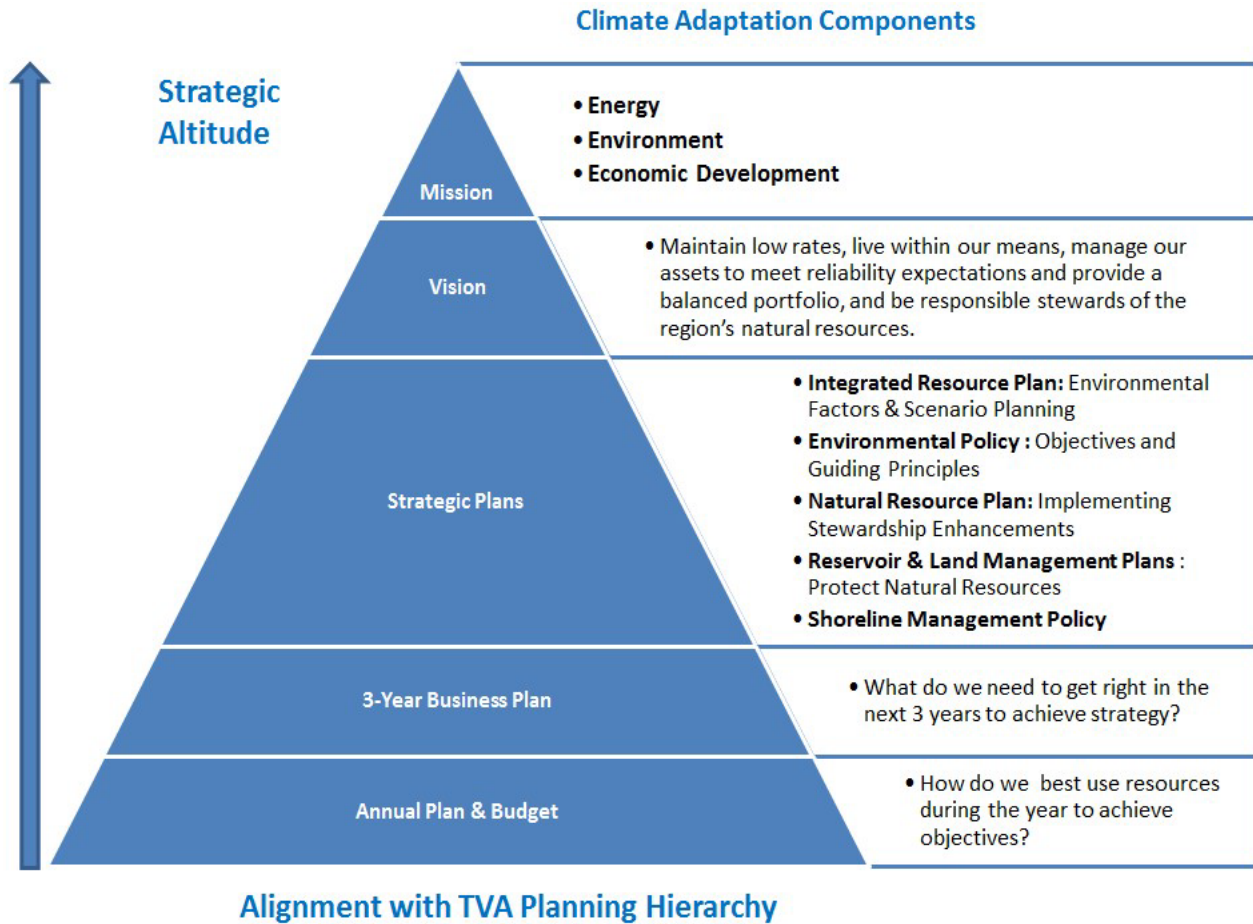 Climate Adaptation Components
Strategic
Altitude
Mission
• Energy
• Environment
• Economic Development
Vision
• Maintain low rates, live within our means, manage our
assets to meet reliability expectations and provide a
balanced portfolio, and be responsible stewards of the
region's natural resources.
Strategic Plans
• Integrated Resource Plan: Environmental
Factors & Scenario Planning
• Environmental Policy : Objectives and
Guiding Principles
• Natural Resource Plan: Implementing
Stewardship Enhancements
• Reservoir & Land Management Plans :
Protect Natural Resources
• Shoreline Management Policy
3-Year Business Plan
• What do we need to get right in the
next 3 years to achieve strategy?
Annual Plan & Budget
• How do we best use resources
during the year to achieve
objectives?
Alignment with TVA Planning Hierarchy